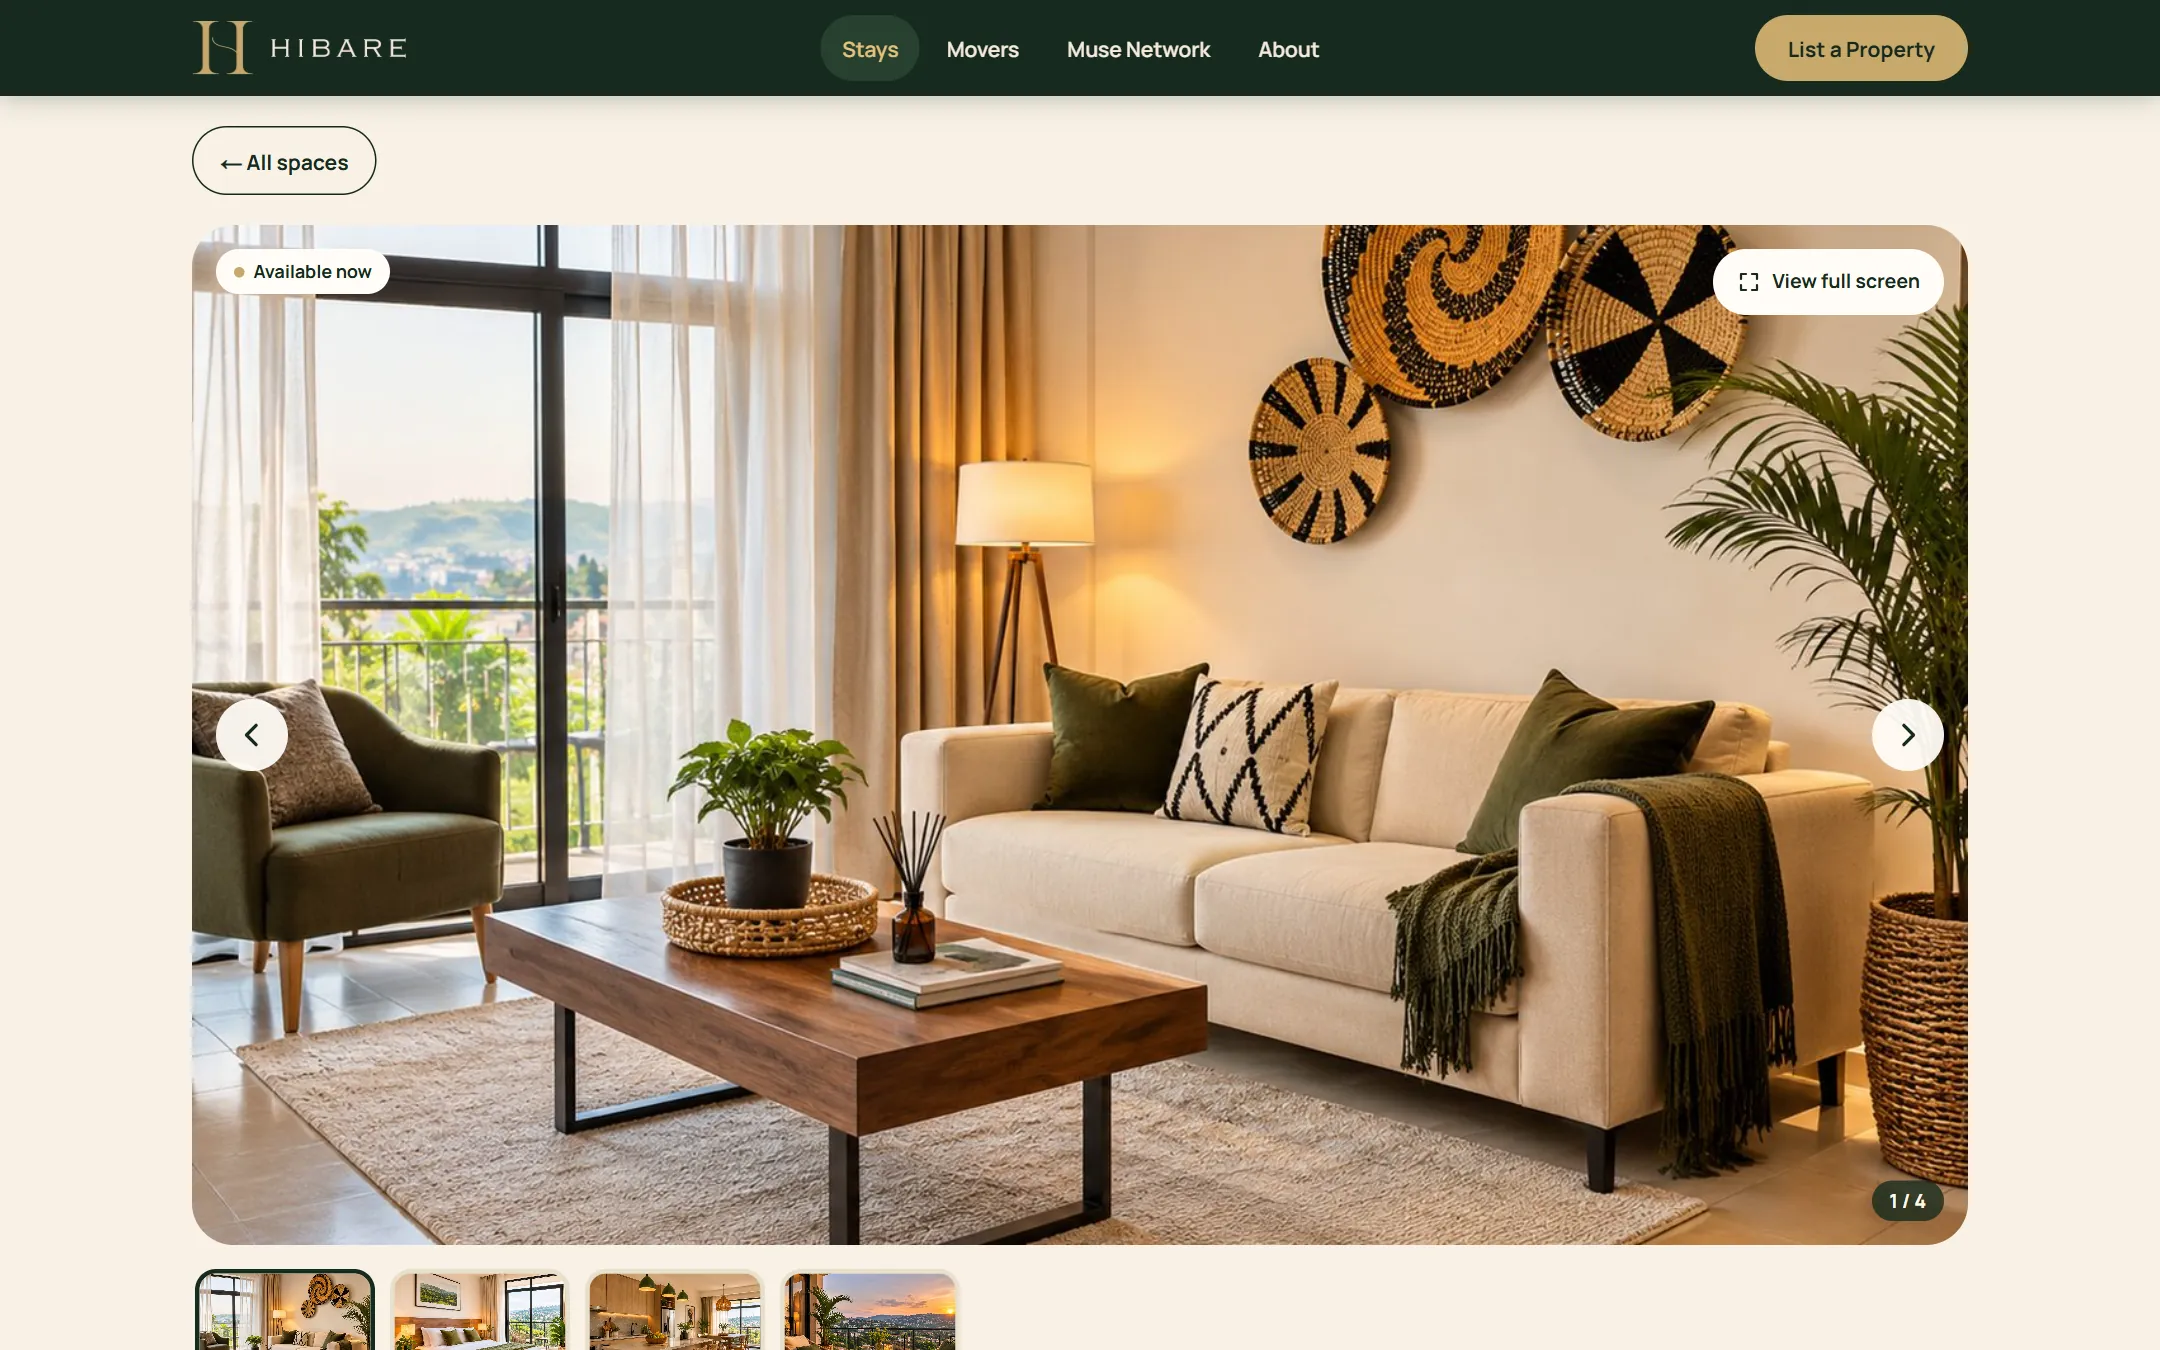 HIBARE
Stays
Movers
Muse Network
About
List a Property
← All spaces
Available now
View full screen
1 / 4